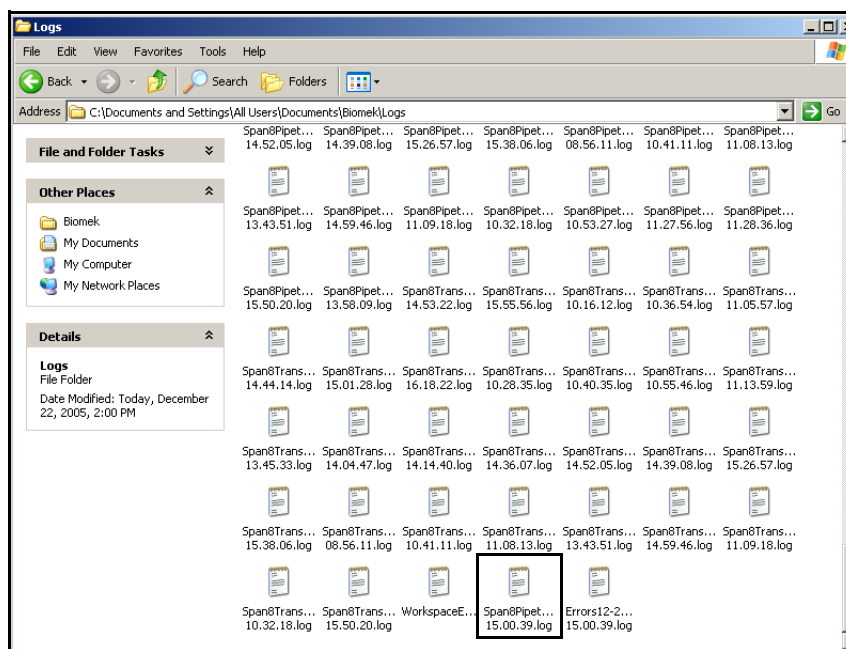 Logs
File Edit View Favorites Tools Help
Back Search Folders
Address C:\Documents and Settings\All Users\Documents\Biomek\Logs Go
File and Folder Tasks
Other Places
Biomek
My Documents
My Computer
My Network Places
Details
Logs
File Folder
Date Modified: Today, December
22, 2005, 2:00 PM
Span8Pipet... Span8Pipet... Span8Pipet... Span8Pipet... Span8Pipet... Span8Pipet... Span8Pipet...
14.52.05.log 14.39.08.log 15.26.57.log 15.38.06.log 08.56.11.log 10.41.11.log 11.08.13.log
Span8Pipet... Span8Pipet... Span8Pipet... Span8Pipet... Span8Pipet... Span8Pipet... Span8Pipet...
13.43.51.log 14.59.46.log 11.09.18.log 10.32.18.log 10.53.27.log 11.27.56.log 11.28.36.log
Span8Pipet... Span8Pipet... Span8Trans... Span8Trans... Span8Trans... Span8Trans... Span8Trans...
15.50.20.log 13.58.09.log 14.53.22.log 15.55.56.log 10.16.12.log 10.36.54.log 11.05.57.log
Span8Trans... Span8Trans... Span8Trans... Span8Trans... Span8Trans... Span8Trans... Span8Trans...
14.44.14.log 15.01.28.log 16.18.22.log 10.28.35.log 10.40.35.log 10.55.46.log 11.13.59.log
Span8Trans... Span8Trans... Span8Trans... Span8Trans... Span8Trans... Span8Trans... Span8Trans...
13.45.33.log 14.04.47.log 14.14.40.log 14.36.07.log 14.52.05.log 14.39.08.log 15.26.57.log
Span8Trans... Span8Trans... Span8Trans... Span8Trans... Span8Trans... Span8Trans... Span8Trans...
15.38.06.log 08.56.11.log 10.41.11.log 11.08.13.log 13.43.51.log 14.59.46.log 11.09.18.log
Span8Trans... Span8Trans... WorkspaceE... Span8Pipet... Errors12-2...
10.32.18.log 15.50.20.log 15.00.39.log 15.00.39.log